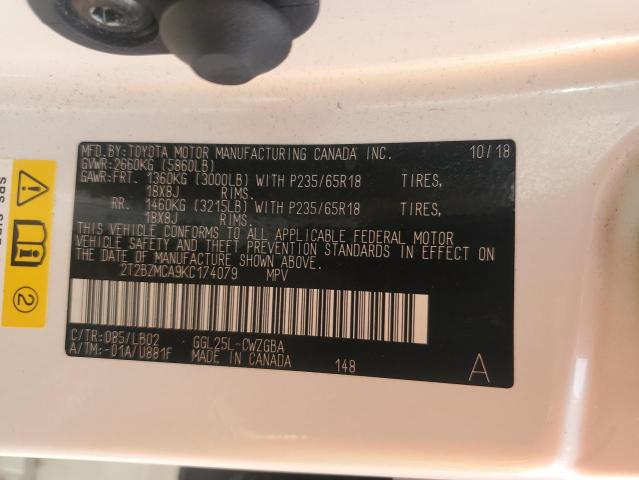 MFD.BY:TOYOTA MOTOR MANUFACTURING CANADA INC. 10/18
GVWR:2660KG (5860LB)
GAWR:FRT. 1360KG (3000LB) WITH P235/65R18 TIRES,
18X8J RIMS.
RR. 1460KG (3215LB) WITH P235/65R18 TIRES,
18X8J RIMS.
THIS VEHICLE CONFORMS TO ALL APPLICABLE FEDERAL MOTOR
VEHICLE SAFETY AND THEFT PREVENTION STANDARDS IN EFFECT ON
THE DATE OF MANUFACTURE SHOWN ABOVE.
2T2BZMCA9KC174079 MPV
C/TR:085/LB02 GGL25L-CWZGBA
A/TM:-01A/U881F MADE IN CANADA 148 A
SRS
2